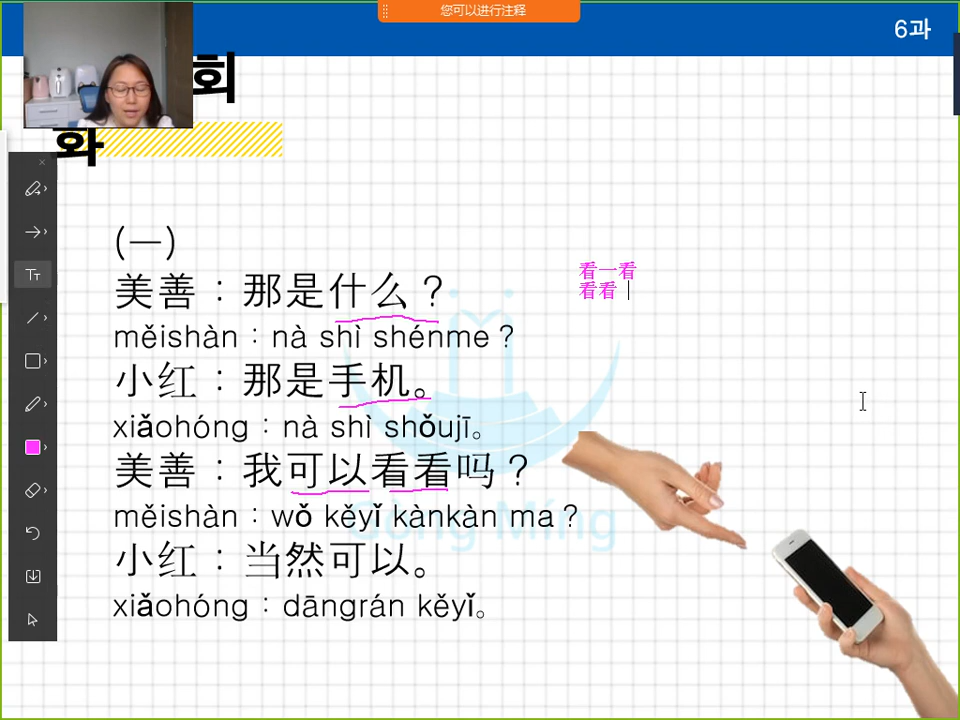 您可以进行注释
6과
회
화
(一)
美善：那是什么？
měishàn：nà shì shénme？
小红：那是手机。
xiǎohóng：nà shì shǒujī。
美善：我可以看看吗？
měishàn：wǒ kěyǐ kànkàn ma？
小红：当然可以。
xiǎohóng：dāngrán kěyǐ。
看一看
看看
Gong Míng